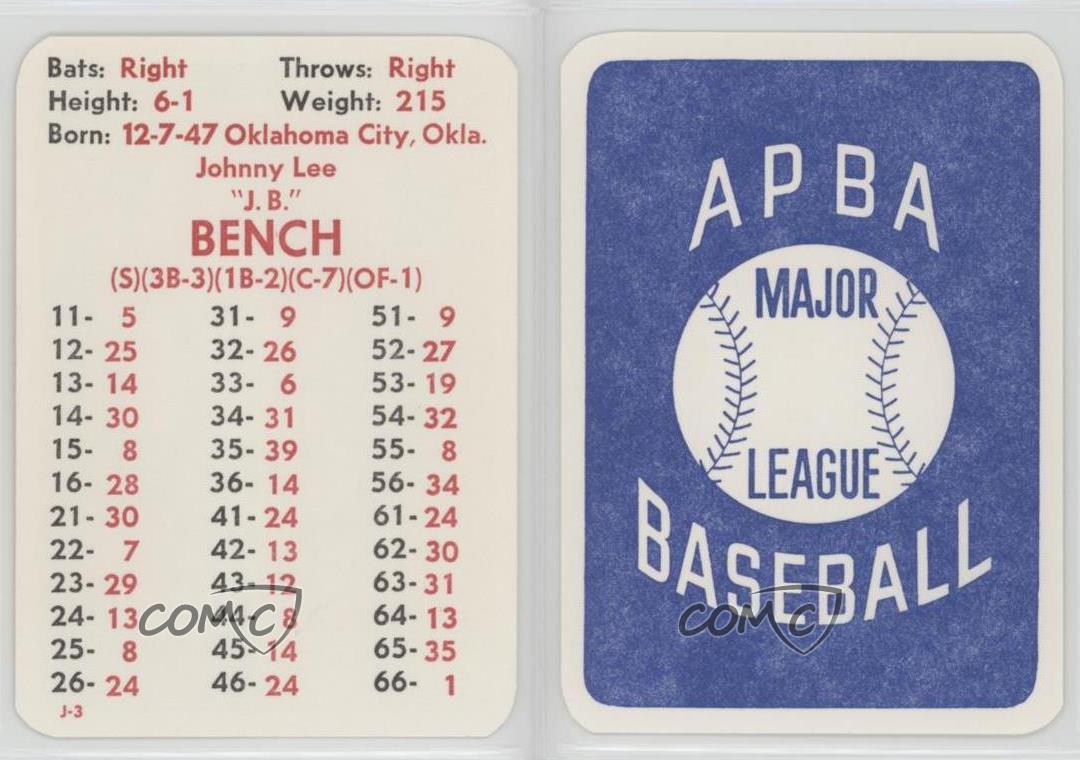 Bats: Right Throws: Right
Height: 6-1 Weight: 215
Born: 12-7-47 Oklahoma City, Okla.
Johnny Lee
"J. B."
BENCH
(S)(3B-3)(1B-2)(C-7)(OF-1)
11- 5 31- 9 51- 9
12- 25 32- 26 52- 27
13- 14 33- 6 53- 19
14- 30 34- 31 54- 32
15- 8 35- 39 55- 8
16- 28 36- 14 56- 34
21- 30 41- 24 61- 24
22- 7 42- 13 62- 30
23- 29 43- 12 63- 31
24- 13 44- 8 64- 13
25- 8 45- 14 65- 35
26- 24 46- 24 66- 1
J-3
COMC
APBA
MAJOR
LEAGUE
BASEBALL
COMC